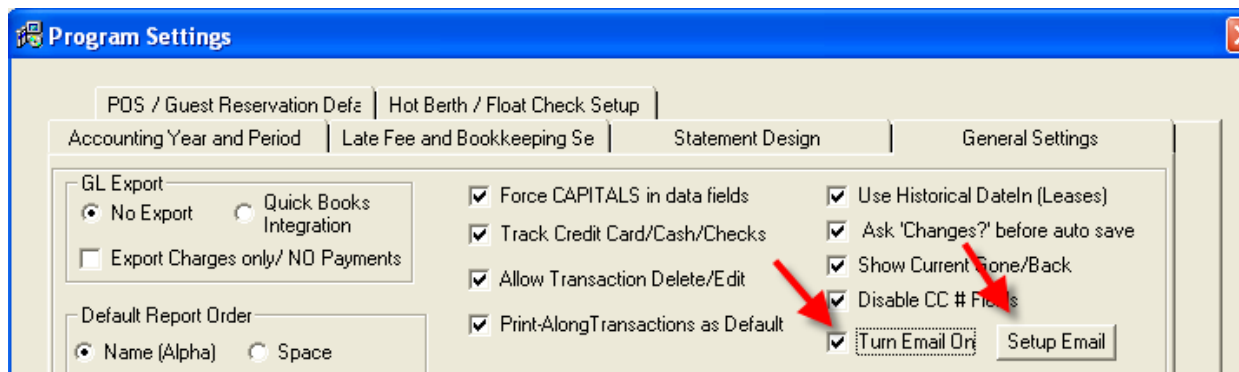 Program Settings
POS / Guest Reservation Defa
Hot Berth / Float Check Setup
Accounting Year and Period
Late Fee and Bookkeeping Se
Statement Design
General Settings
GL Export
No Export
Quick Books
Integration
Export Charges only/ NO Payments
Default Report Order
Name (Alpha)
Space
Force CAPITALS in data fields
Track Credit Card/Cash/Checks
Allow Transaction Delete/Edit
Print-AlongTransactions as Default
Use Historical DateIn (Leases)
Ask 'Changes?' before auto save
Show Current Gone/Back
Disable CC # Fields
Turn Email On
Setup Email